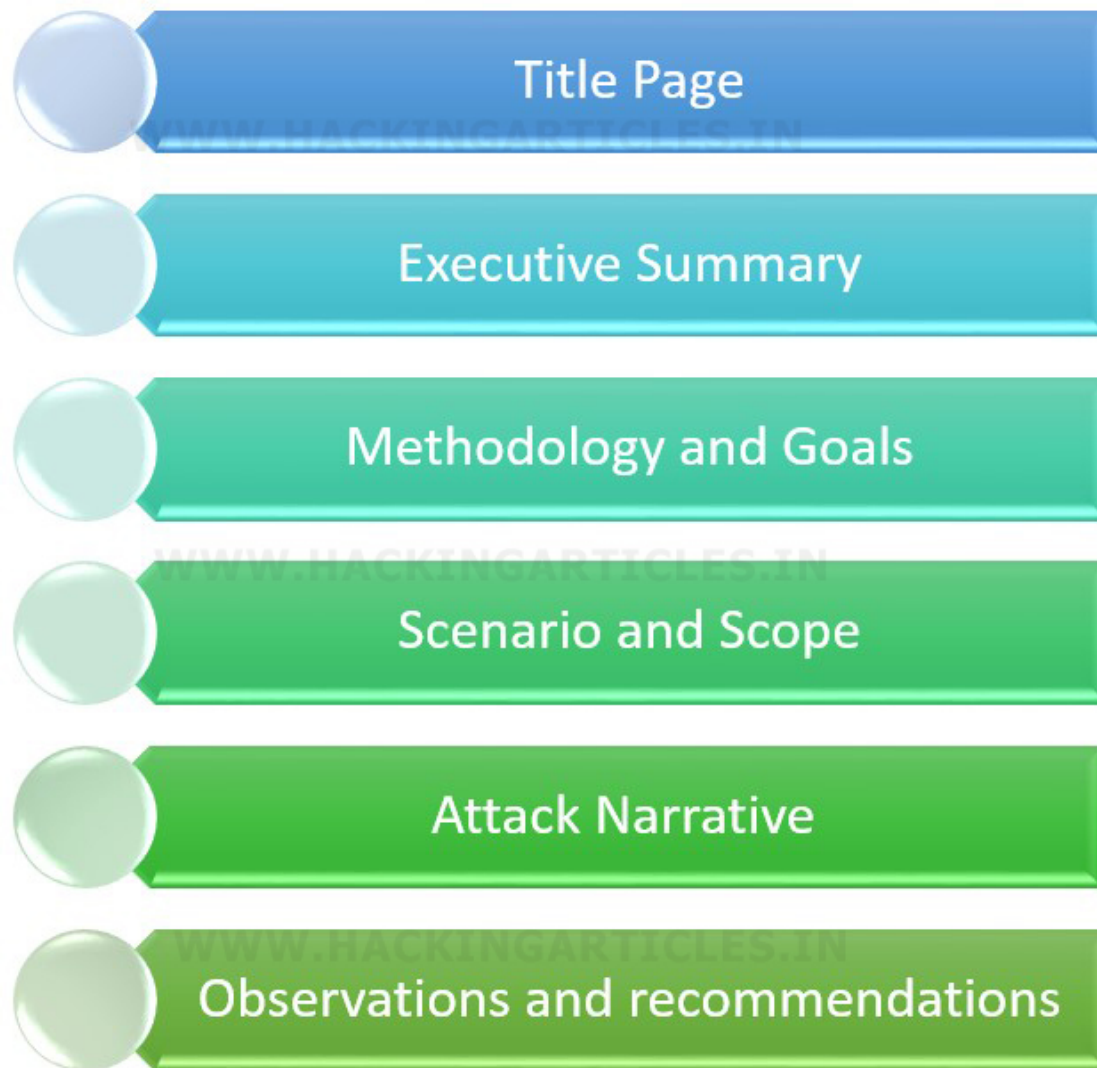 Title Page
WWW.HACKINGARTICLES.IN
Executive Summary
Methodology and Goals
WWW.HACKINGARTICLES.IN
Scenario and Scope
Attack Narrative
WWW.HACKINGARTICLES.IN
Observations and recommendations